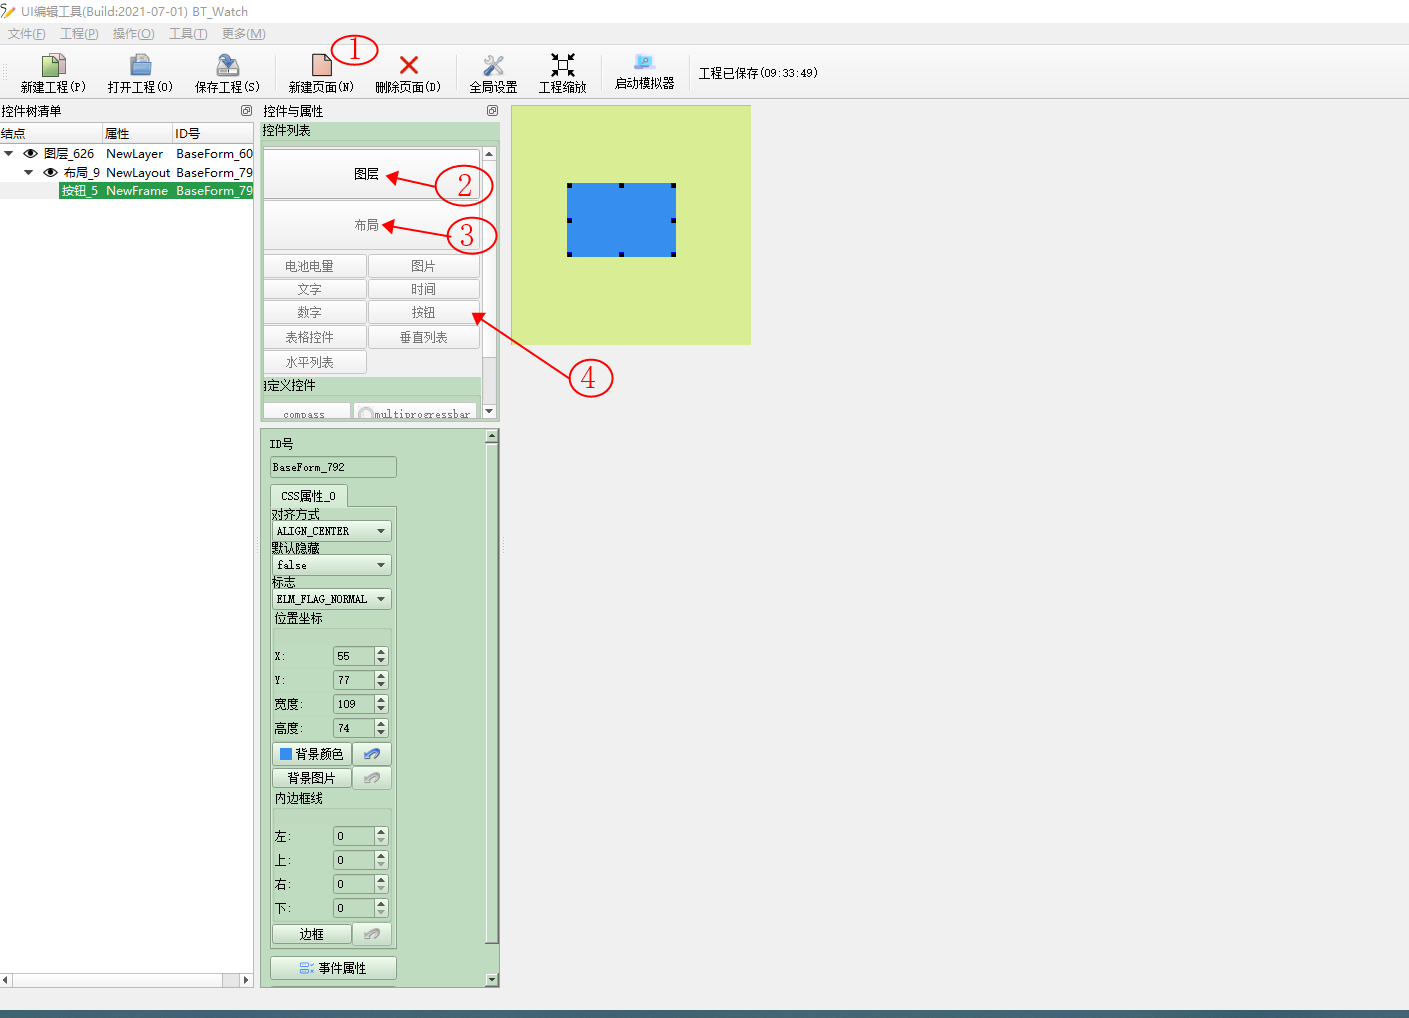 UI编辑工具(Build:2021-07-01) BT_Watch
文件(F) 工程(P) 操作(O) 工具(T) 更多(M)
新建工程(P) 打开工程(O) 保存工程(S) 新建页面(N) 删除页面(D) 全局设置 工程缩放 启动模拟器 工程已保存(09:33:49)
1
控件树清单
结点 属性 ID号
图层_626 NewLayer BaseForm_60
布局_9 NewLayout BaseForm_79
按钮_5 NewFrame BaseForm_79
控件与属性
控件列表
图层
2
布局
3
电池电量 图片
文字 时间
数字 按钮
表格控件 垂直列表
水平列表
4
自定义控件
compass multiprogressbar
ID号
BaseForm_792
CSS属性_0
对齐方式
ALIGN_CENTER
默认隐藏
false
标志
ELM_FLAG_NORMAL
位置坐标
X: 55
Y: 77
宽度: 109
高度: 74
背景颜色
背景图片
内边框线
左: 0
上: 0
右: 0
下: 0
边框
事件属性